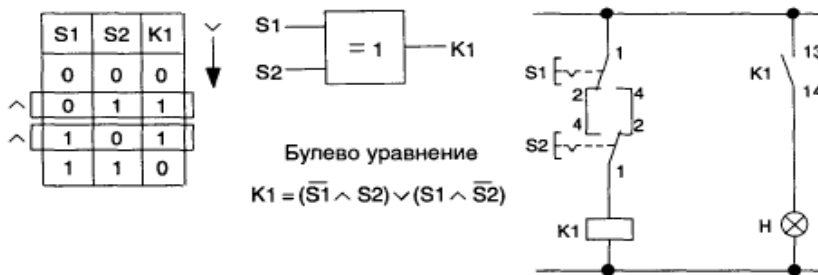 S1 S2 K1
0 0 0
0 1 1
1 0 1
1 1 0
S1
S2
= 1
K1
Булево уравнение
K1 = (S̅1̅ ∧ S2) ∨ (S1 ∧ S̅2̅)
1
S1
2 4
4 2
S2
1
K1
13
K1
14
H